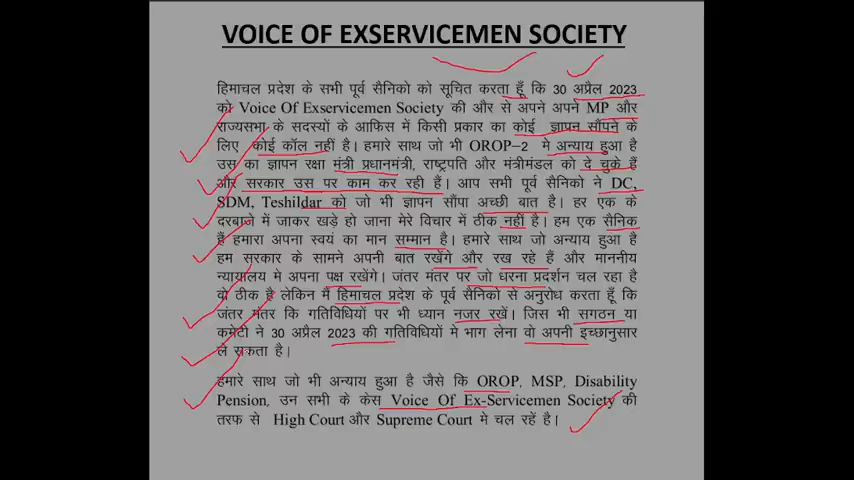 VOICE OF EXSERVICEMEN SOCIETY
हिमाचल प्रदेश के सभी पूर्व सैनिको को सूचित करता हूँ कि 30 अप्रैल 2023
को Voice Of Exservicemen Society की और से अपने अपने MP और
राज्यसभा के सदस्यों के आफिस में किसी प्रकार का कोई ज्ञापन सौंपने के
लिए कोई कॉल नहीं है। हमारे साथ जो भी OROP-2 मे अन्याय हुआ है
उस का ज्ञापन रक्षा मंत्री प्रधानमंत्री, राष्ट्रपति और मंत्रीमंडल को दे चुके हैं
और सरकार उस पर काम कर रही हैं। आप सभी पूर्व सैनिको ने DC,
SDM, Teshildar को जो भी ज्ञापन सौंपा अच्छी बात है। हर एक के
दरबाजे में जाकर खड़े हो जाना मेरे विचार में ठीक नहीं है। हम एक सैनिक
हैं हमारा अपना स्वयं का मान सम्मान है। हमारे साथ जो अन्याय हुआ है
हम सरकार के सामने अपनी बात रखेंगे और रख रहे हैं और माननीय
न्यायालय मे अपना पक्ष रखेंगे। जंतर मंतर पर जो धरना प्रदर्शन चल रहा है
वो ठीक है लेकिन मैं हिमाचल प्रदेश के पूर्व सैनिको से अनुरोध करता हूँ कि
जंतर मंतर कि गतिविधियों पर भी ध्यान नजर रखें। जिस भी सगठन या
कमेटी ने 30 अप्रैल 2023 की गतिविधियों मे भाग लेना वो अपनी इच्छानुसार
ले सकता है।
हमारे साथ जो भी अन्याय हुआ है जैसे कि OROP, MSP, Disability
Pension, उन सभी के केस Voice Of Ex-Servicemen Society की
तरफ से High Court और Supreme Court मे चल रहें है।